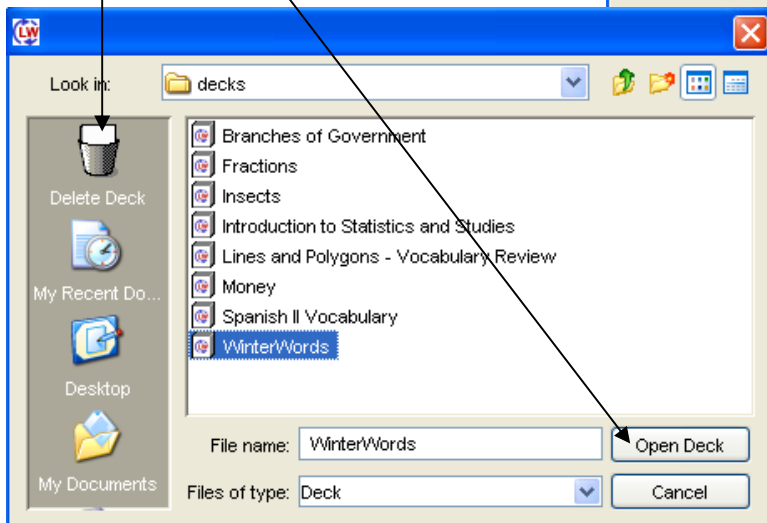 LW
Look in: decks
Delete Deck
My Recent Do...
Desktop
My Documents
Branches of Government
Fractions
Insects
Introduction to Statistics and Studies
Lines and Polygons - Vocabulary Review
Money
Spanish II Vocabulary
WinterWords
File name: WinterWords Open Deck
Files of type: Deck Cancel